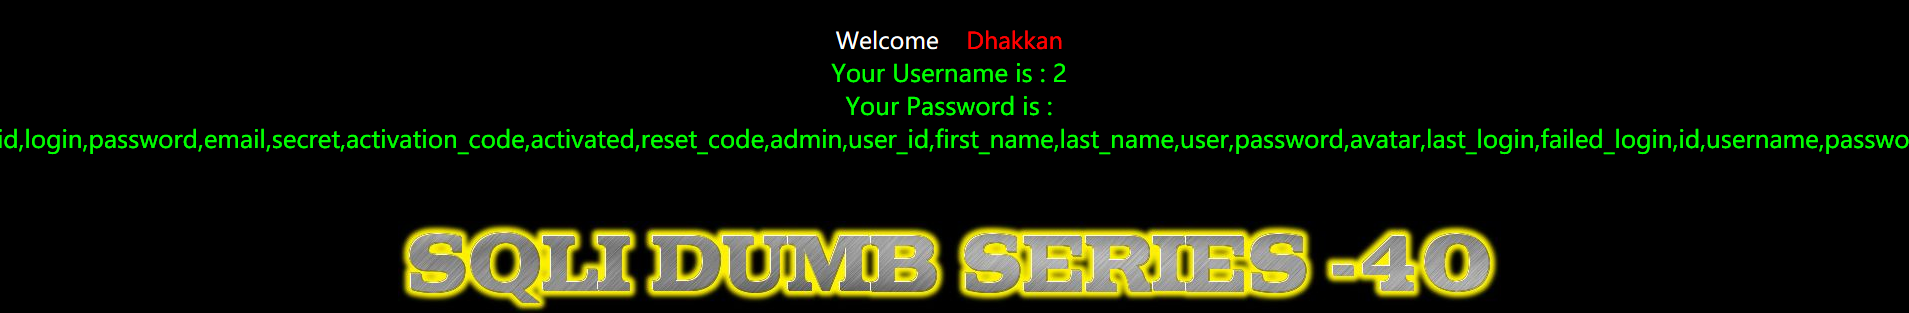 Welcome Dhakkan
Your Username is : 2
Your Password is :
id,login,password,email,secret,activation_code,activated,reset_code,admin,user_id,first_name,last_name,user,password,avatar,last_login,failed_login,id,username,passwo
SQLI DUMB SERIES -40